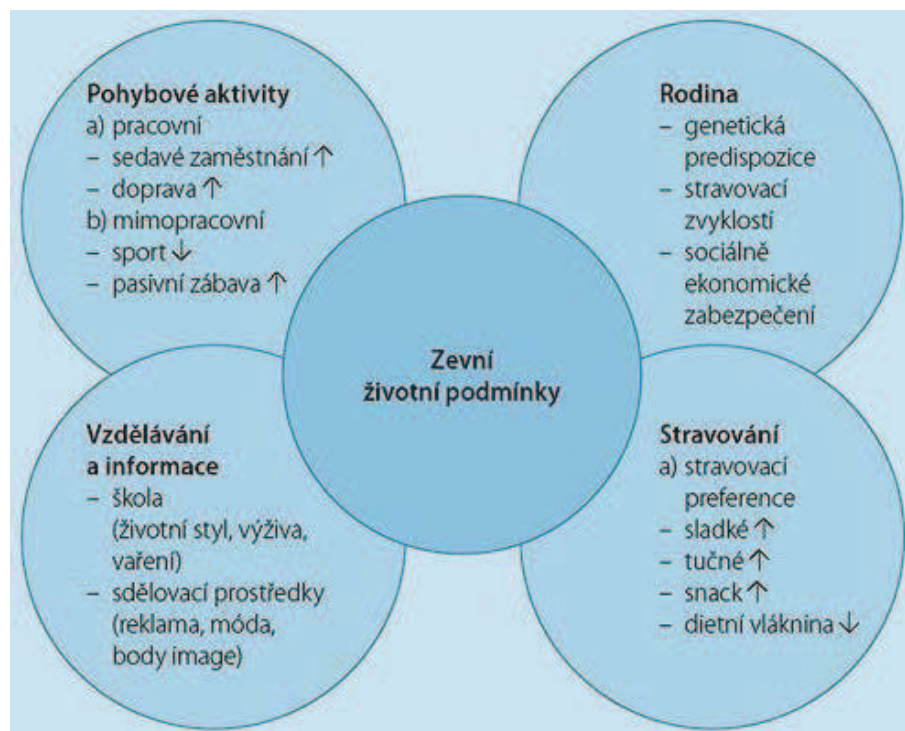 Pohybové aktivity
a) pracovní
– sedavé zaměstnání ↑
– doprava ↑
b) mimopracovní
– sport ↓
– pasivní zábava ↑
Rodina
– genetická
predispozice
– stravovací
zvyklosti
– sociálně
ekonomické
zabezpečení
Zevní
životní podmínky
Vzdělávání
a informace
– škola
(životní styl, výživa,
vaření)
– sdělovací prostředky
(reklama, móda,
body image)
Stravování
a) stravovací
preference
– sladké ↑
– tučné ↑
– snack ↑
– dietní vláknina ↓